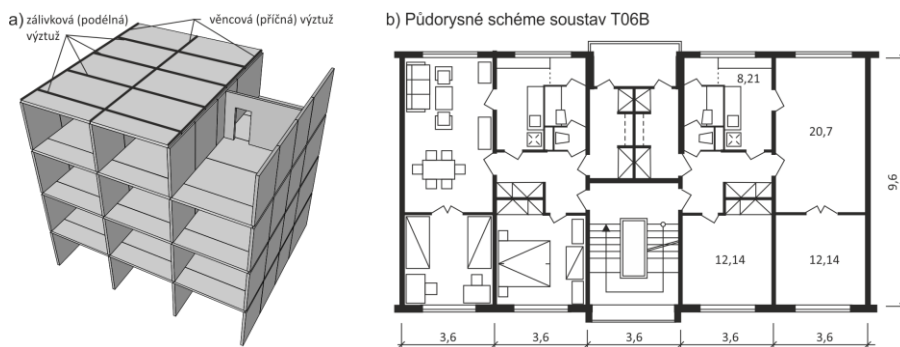 a)
zálivková (podélná)
výztuž
věncová (příčná) výztuž
b) Půdorysné schéme soustav T06B
8,21
20,7
12,14
12,14
9,6
3,6
3,6
3,6
3,6
3,6